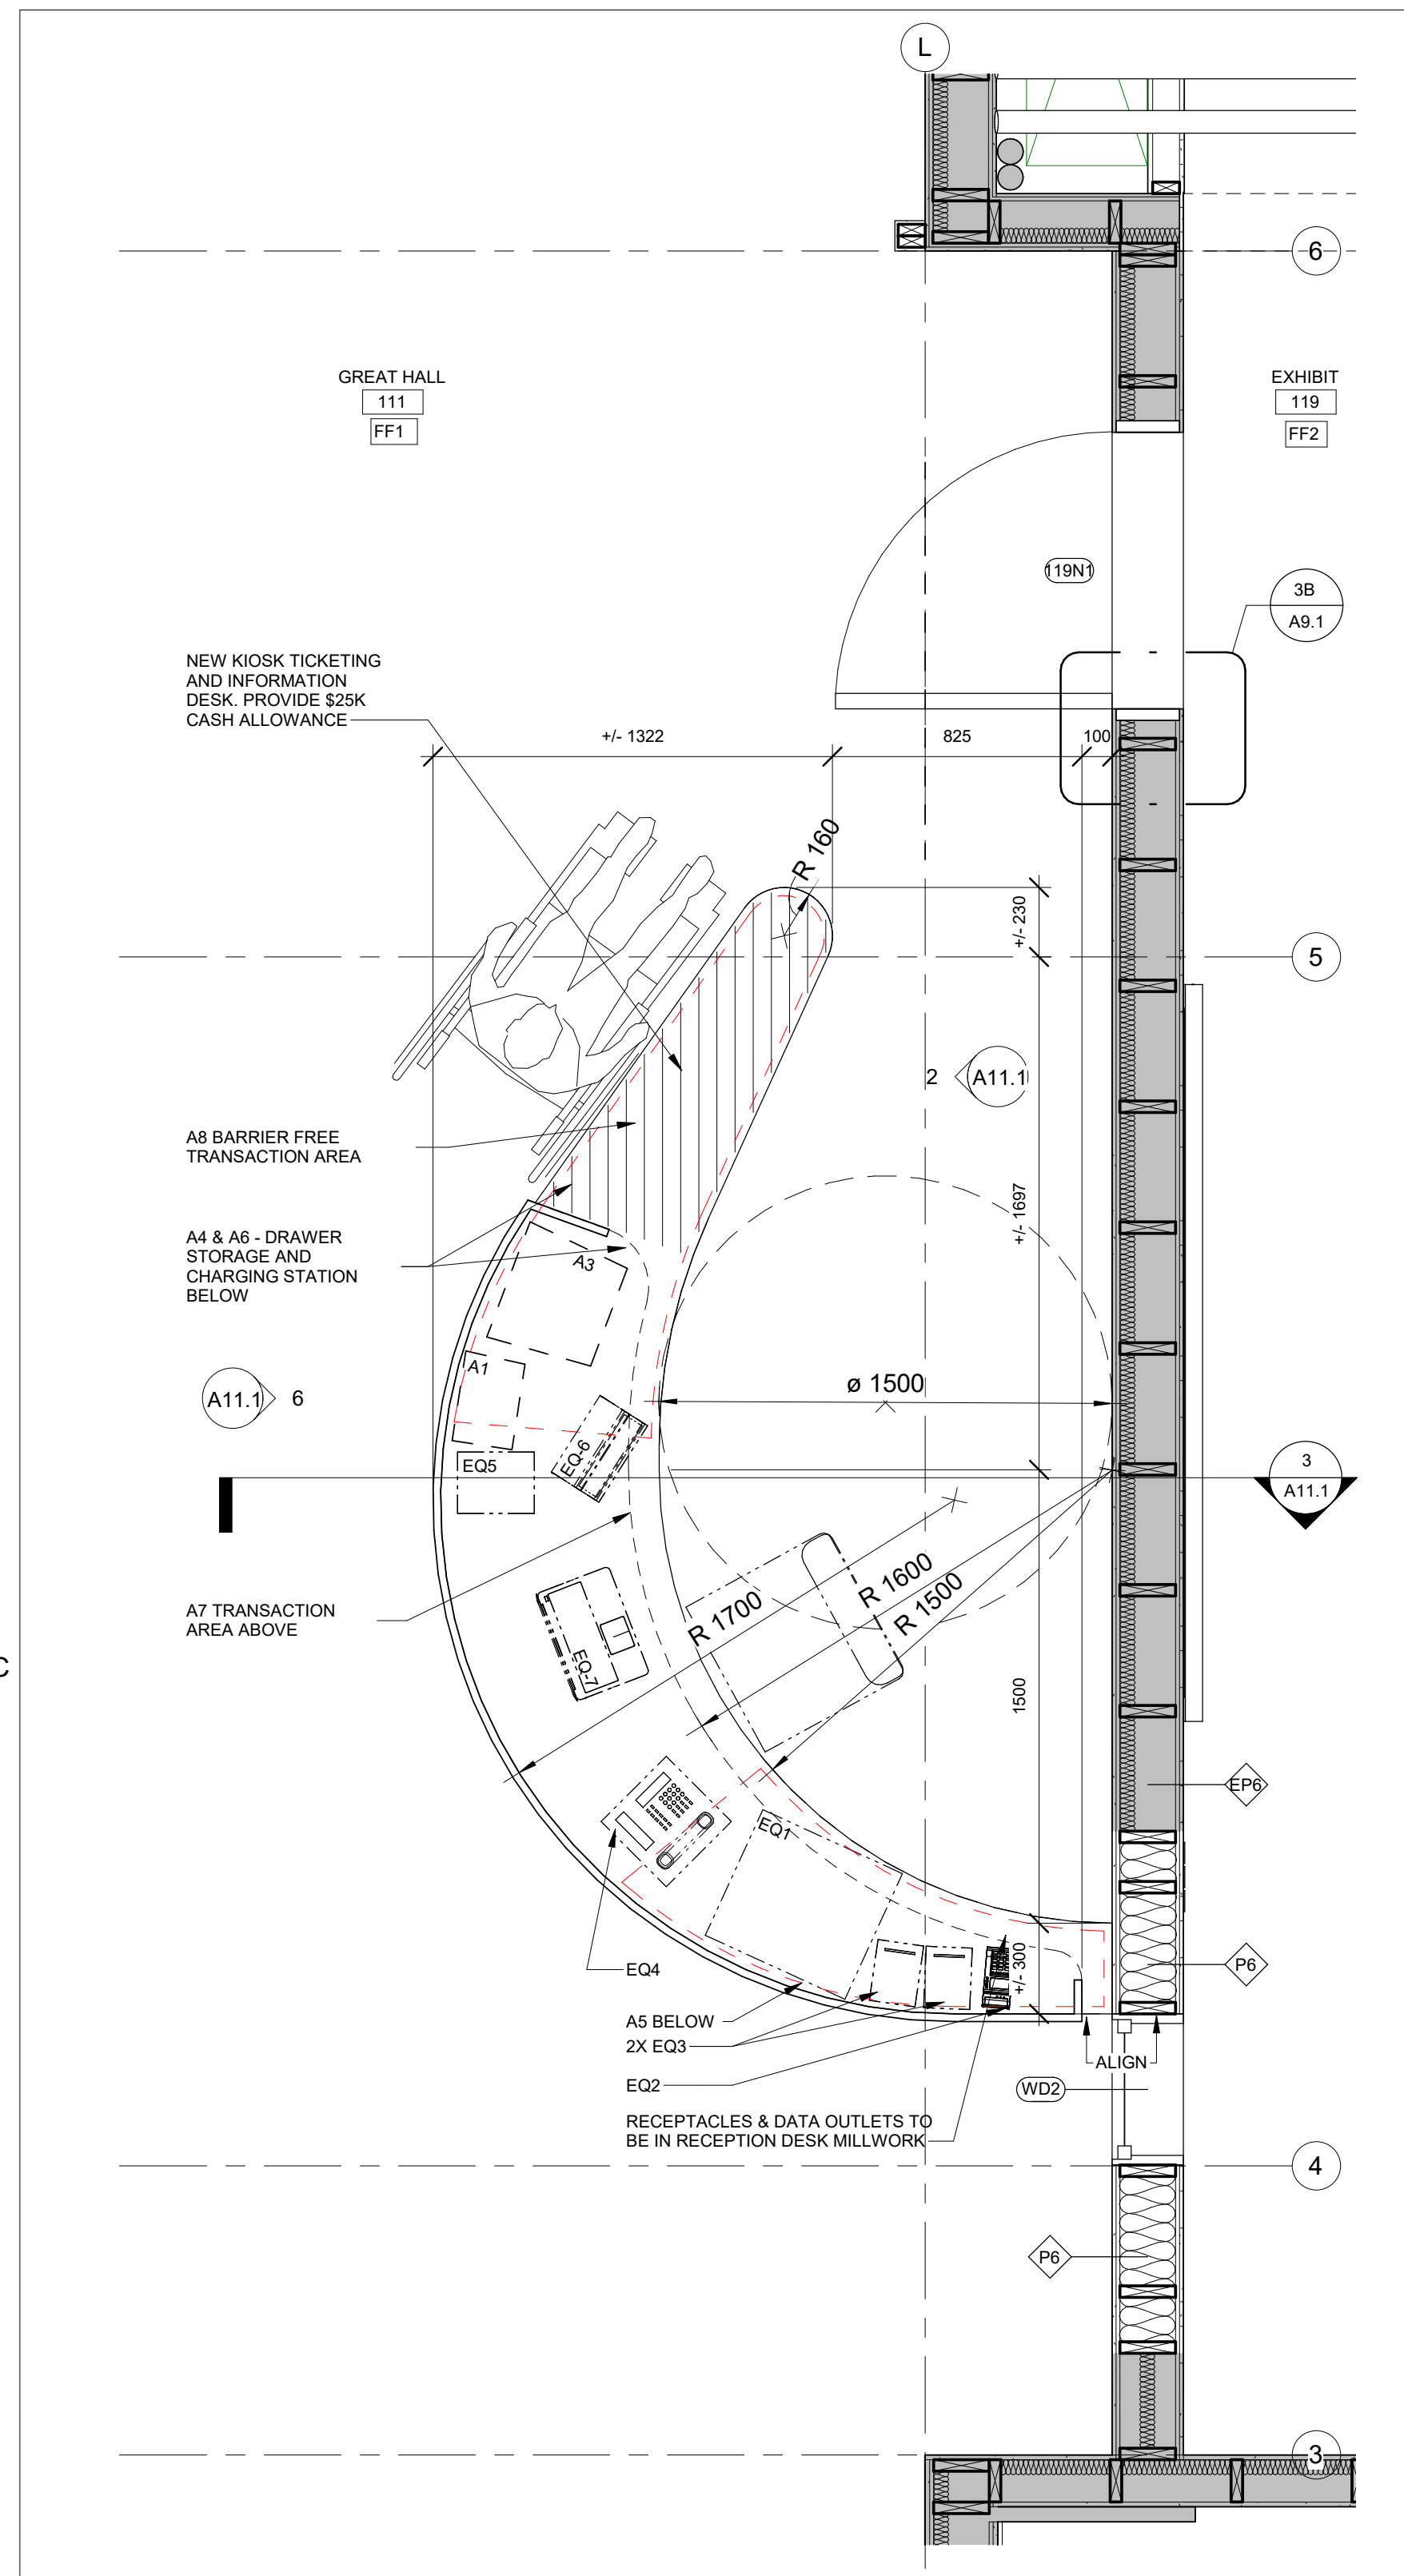 L
6
GREAT HALL
111
FF1
EXHIBIT
119
FF2
119N1
3B
A9.1
NEW KIOSK TICKETING
AND INFORMATION
DESK. PROVIDE $25K
CASH ALLOWANCE
+/- 1322
825
100
R 160
+/- 230
5
2
A11.1
A8 BARRIER FREE
TRANSACTION AREA
+/- 1697
A4 & A6 - DRAWER
STORAGE AND
CHARGING STATION
BELOW
A3
A1
A11.1
6
ø 1500
EQ5
EQ-6
3
A11.1
R 1700
R 1600
R 1500
A7 TRANSACTION
AREA ABOVE
EQ-7
C
1500
EP6
EQ1
EQ4
+/- 300
P6
A5 BELOW
2X EQ3
EQ2
ALIGN
WD2
RECEPTACLES & DATA OUTLETS TO
BE IN RECEPTION DESK MILLWORK
4
P6
3